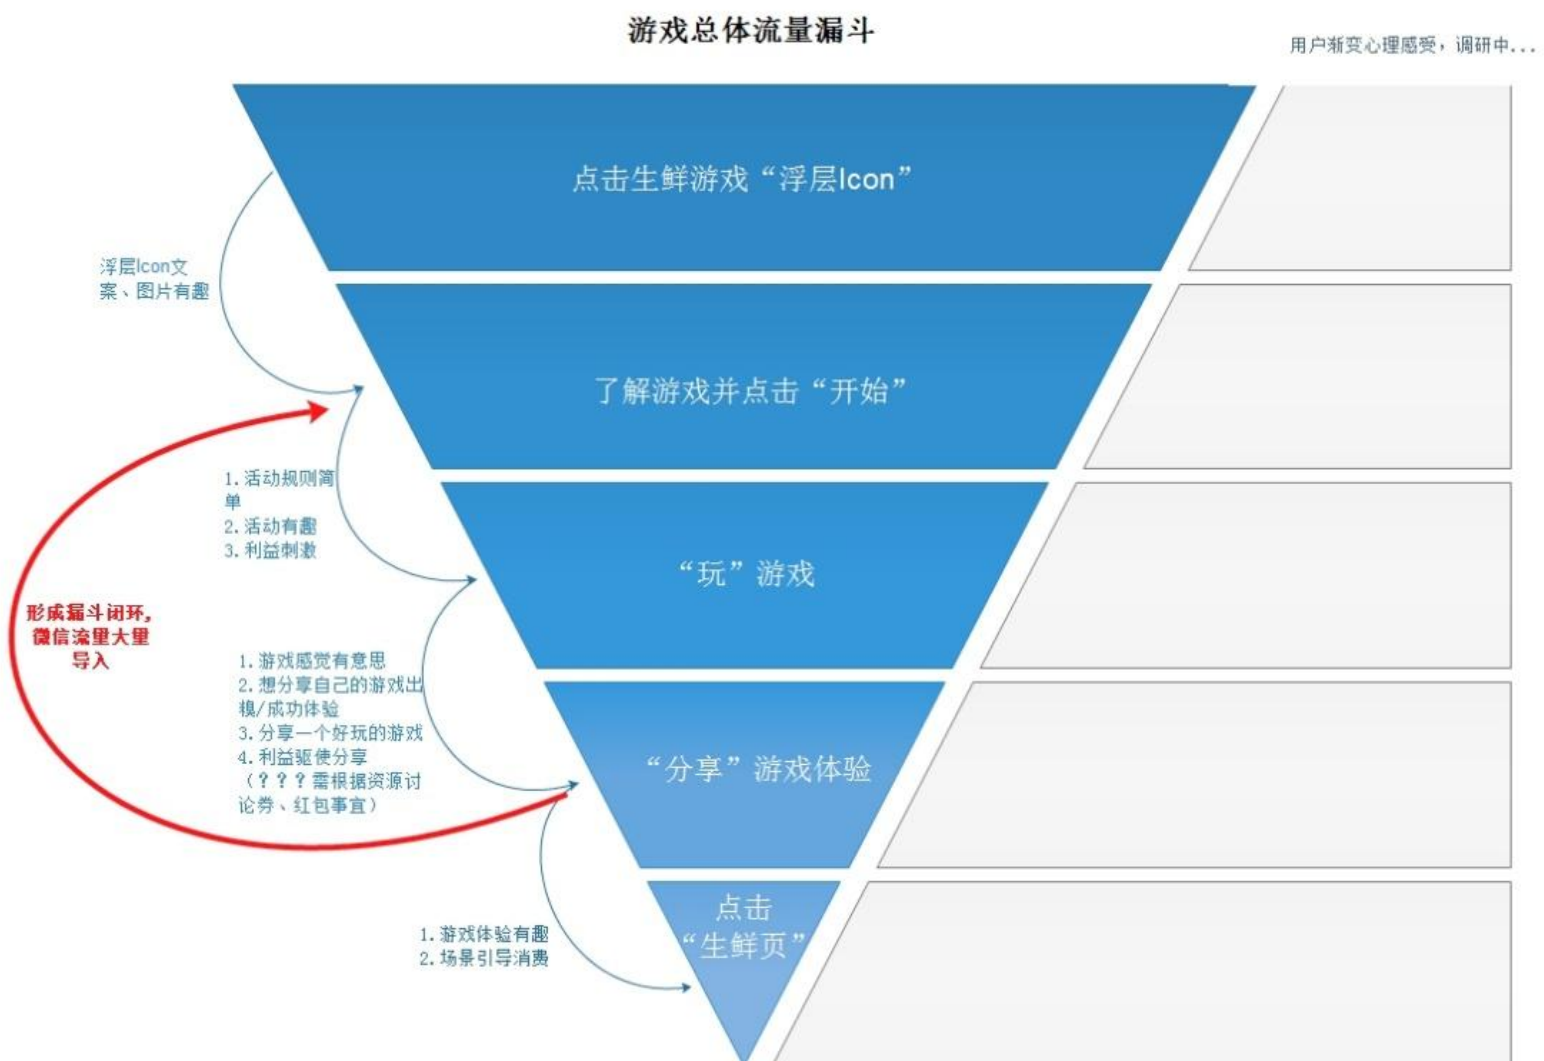 游戏总体流量漏斗
用户渐变心理感受，调研中...
点击生鲜游戏“浮层Icon”
浮层Icon文
案、图片有趣
了解游戏并点击“开始”
1.活动规则简
单
2.活动有趣
3.利益刺激
“玩”游戏
形成漏斗闭环,
微信流量大量
导入
1.游戏感觉有意思
2.想分享自己的游戏出
糗/成功体验
3.分享一个好玩的游戏
4.利益驱使分享
（？？？需根据资源讨
论券、红包事宜）
“分享”游戏体验
点击
“生鲜页”
1.游戏体验有趣
2.场景引导消费